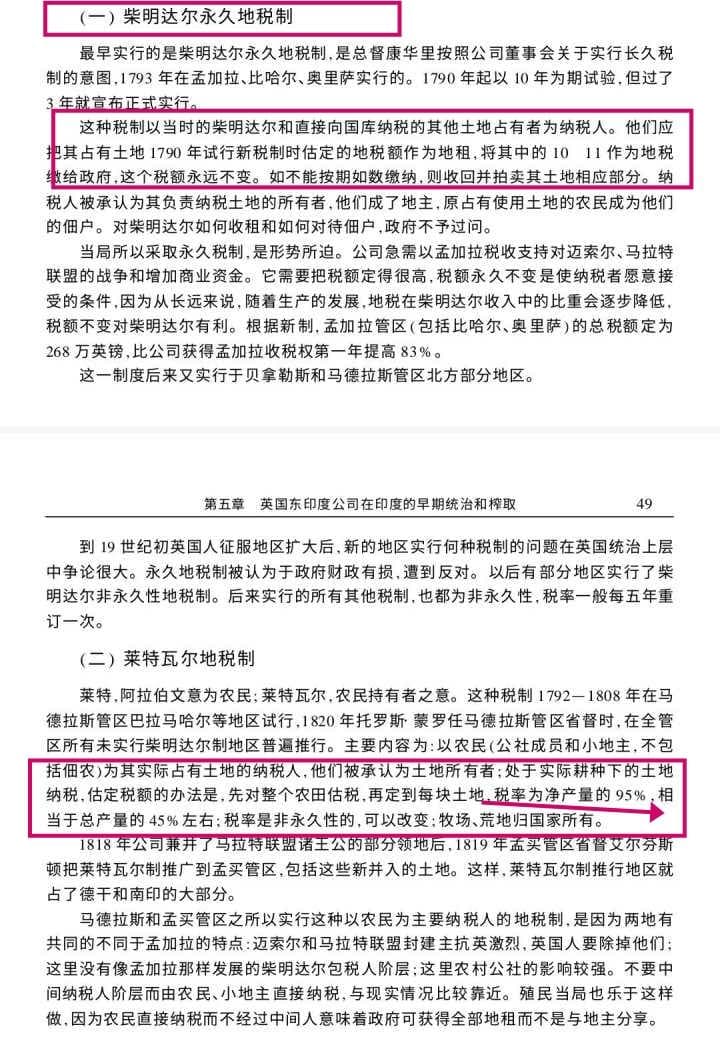 (一) 柴明达尔永久地税制
最早实行的是柴明达尔永久地税制,是总督康华里按照公司董事会关于实行长久税
制的意图,1793 年在孟加拉、比哈尔、奥里萨实行的。1790 年起以 10 年为期试验,但过了
3 年就宣布正式实行。
这种税制以当时的柴明达尔和直接向国库纳税的其他土地占有者为纳税人。他们应
把其占有土地 1790 年试行新税制时估定的地税额作为地租,将其中的 10 11 作为地税
缴给政府,这个税额永远不变。如不能按期如数缴纳,则收回并拍卖其土地相应部分。纳
税人被承认为其负责纳税土地的所有者,他们成了地主,原占有使用土地的农民成为他们
的佃户。对柴明达尔如何收租和如何对待佃户,政府不予过问。
当局所以采取永久税制,是形势所迫。公司急需以孟加拉税收支持对迈索尔、马拉特
联盟的战争和增加商业资金。它需要把税额定得很高,税额永久不变是使纳税者愿意接
受的条件,因为从长远来说,随着生产的发展,地税在柴明达尔收入中的比重会逐步降低,
税额不变对柴明达尔有利。根据新制,孟加拉管区(包括比哈尔、奥里萨)的总税额定为
268 万英镑,比公司获得孟加拉收税权第一年提高 83%。
这一制度后来又实行于贝拿勒斯和马德拉斯管区北方部分地区。
第五章 英国东印度公司在印度的早期统治和榨取 49
到 19 世纪初英国人征服地区扩大后,新的地区实行何种税制的问题在英国统治上层
中争论很大。永久地税制被认为于政府财政有损,遭到反对。以后有部分地区实行了柴
明达尔非永久性地税制。后来实行的所有其他税制,也都为非永久性,税率一般每五年重
订一次。
(二) 莱特瓦尔地税制
莱特,阿拉伯文意为农民;莱特瓦尔,农民持有者之意。这种税制 1792—1808 年在马
德拉斯管区巴拉马哈尔等地区试行,1820 年托罗斯·蒙罗任马德拉斯管区省督时,在全管
区所有未实行柴明达尔制地区普遍推行。主要内容为:以农民(公社成员和小地主,不包
括佃农)为其实际占有土地的纳税人,他们被承认为土地所有者;处于实际耕种下的土地
纳税,估定税额的办法是,先对整个农田估税,再定到每块土地,税率为净产量的 95%,相
当于总产量的 45%左右;税率是非永久性的,可以改变;牧场、荒地归国家所有。
1818 年公司兼并了马拉特联盟诸王公的部分领地后,1819 年孟买管区省督艾尔芬斯
顿把莱特瓦尔制推广到孟买管区,包括这些新并入的土地。这样,莱特瓦尔制推行地区就
占了德干和南印的大部分。
马德拉斯和孟买管区之所以实行这种以农民为主要纳税人的地税制,是因为两地有
共同的不同于孟加拉的特点:迈索尔和马拉特联盟封建主抗英激烈,英国人要除掉他们;
这里没有像孟加拉那样发展的柴明达尔包税人阶层;这里农村公社的影响较强。不要中
间纳税人阶层而由农民、小地主直接纳税,与现实情况比较靠近。殖民当局也乐于这样
做,因为农民直接纳税而不经过中间人意味着政府可获得全部地租而不是与地主分享。